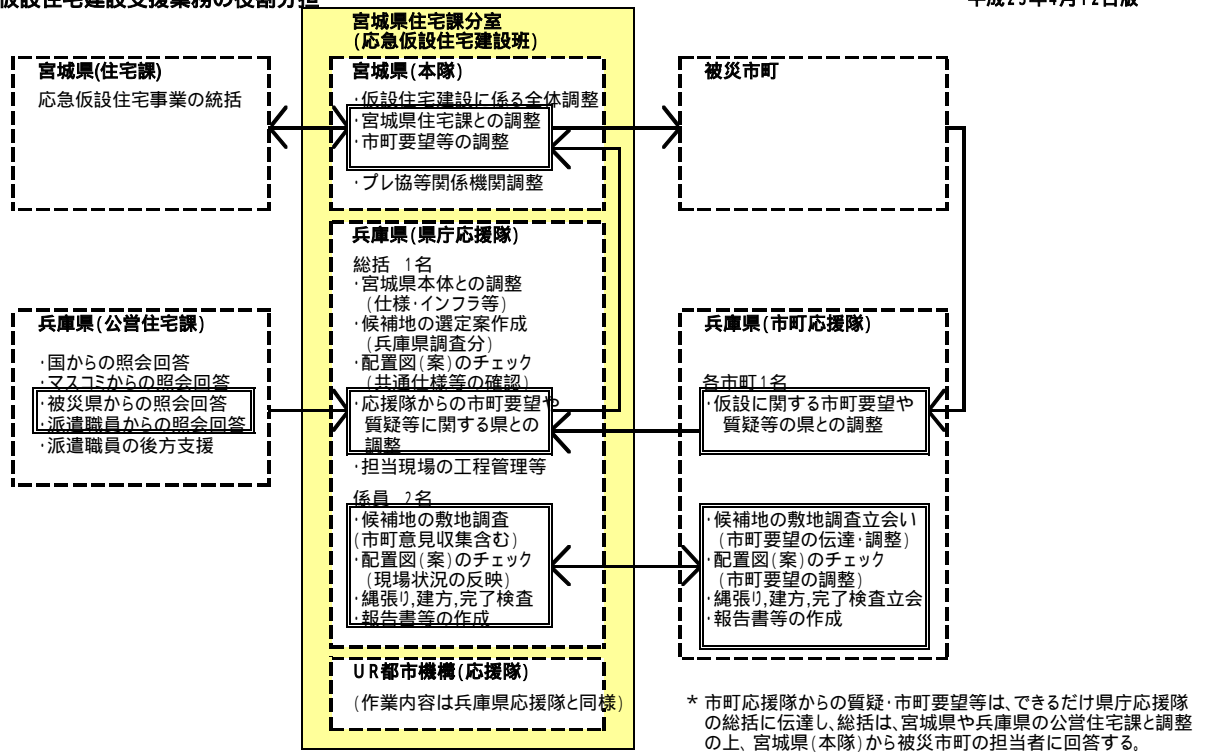 仮設住宅建設支援業務の役割分担
平成23年4月12日版
宮城県住宅課分室
(応急仮設住宅建設班)
宮城県(住宅課)
応急仮設住宅事業の統括
宮城県(本隊)
・仮設住宅建設に係る全体調整
・宮城県住宅課との調整
・市町要望等の調整
・プレ協等関係機関調整
被災市町
兵庫県(県庁応援隊)
総括 1名
・宮城県本体との調整
(仕様・インフラ等)
・候補地の選定案作成
(兵庫県調査分)
・配置図(案)のチェック
(共通仕様等の確認)
・応援隊からの市町要望や
質疑等に関する県との
調整
・担当現場の工程管理等
係員 2名
・候補地の敷地調査
(市町意見収集含む)
・配置図(案)のチェック
(現場状況の反映)
・縄張り,建方,完了検査
・報告書等の作成
兵庫県(公営住宅課)
・国からの照会回答
・マスコミからの照会回答
・被災県からの照会回答
・派遣職員からの照会回答
・派遣職員の後方支援
兵庫県(市町応援隊)
各市町1名
・仮設に関する市町要望や
質疑等の県との調整
・候補地の敷地調査立会い
(市町要望の伝達・調整)
・配置図(案)のチェック
(市町要望の調整)
・縄張り,建方,完了検査立会
・報告書等の作成
UR都市機構(応援隊)
(作業内容は兵庫県応援隊と同様)
* 市町応援隊からの質疑・市町要望等は、できるだけ県庁応援隊
の総括に伝達し、総括は、宮城県や兵庫県の公営住宅課と調整
の上、宮城県(本隊)から被災市町の担当者に回答する。